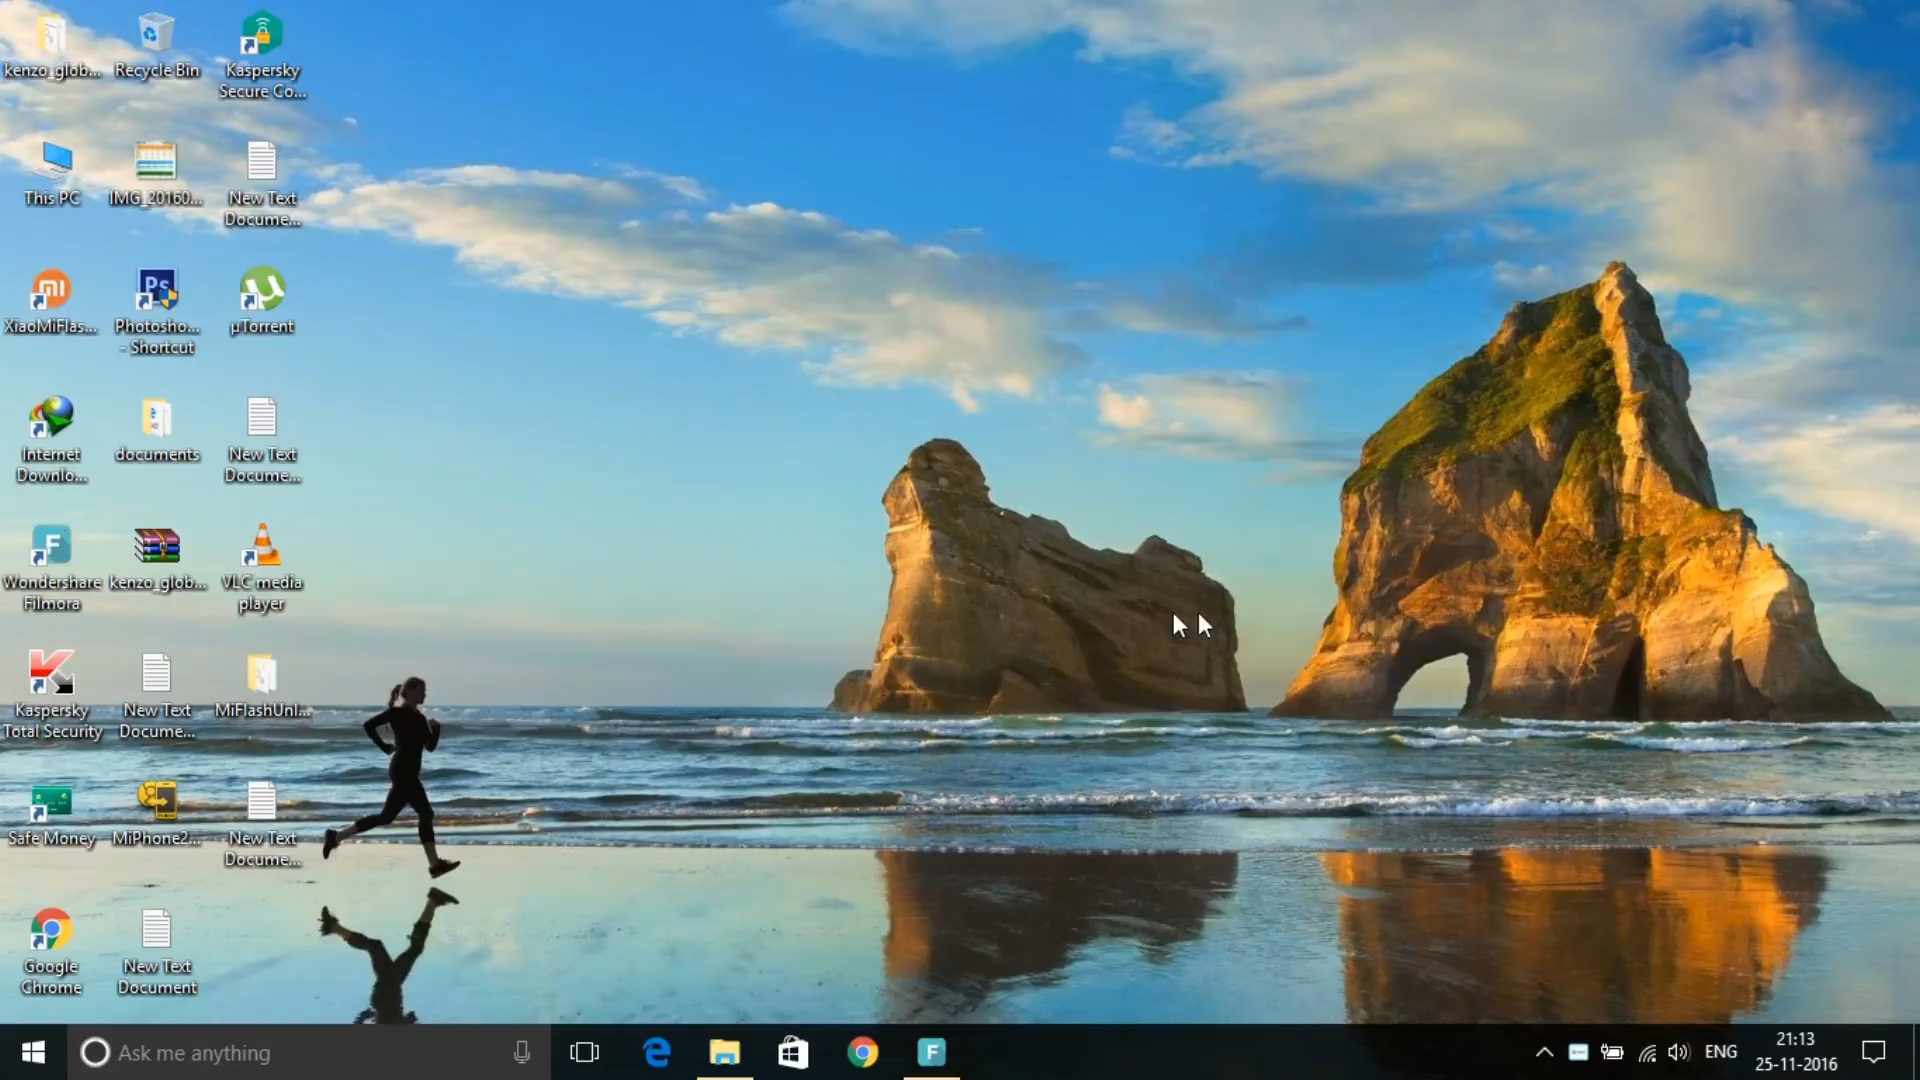 kenzo_glob...
Recycle Bin
Kaspersky
Secure Co...
This PC
IMG_20160...
New Text
Docume...
mi
XiaoMiFlas...
Ps
Photosho...
- Shortcut
µTorrent
Internet
Downlo...
documents
New Text
Docume...
F
Wondershare
Filmora
kenzo_glob...
VLC media
player
Kaspersky
Total Security
New Text
Docume...
MiFlashUnl...
Safe Money
MiPhone2...
New Text
Docume...
Google
Chrome
New Text
Document
Ask me anything
F
ENG
21:13
25-11-2016